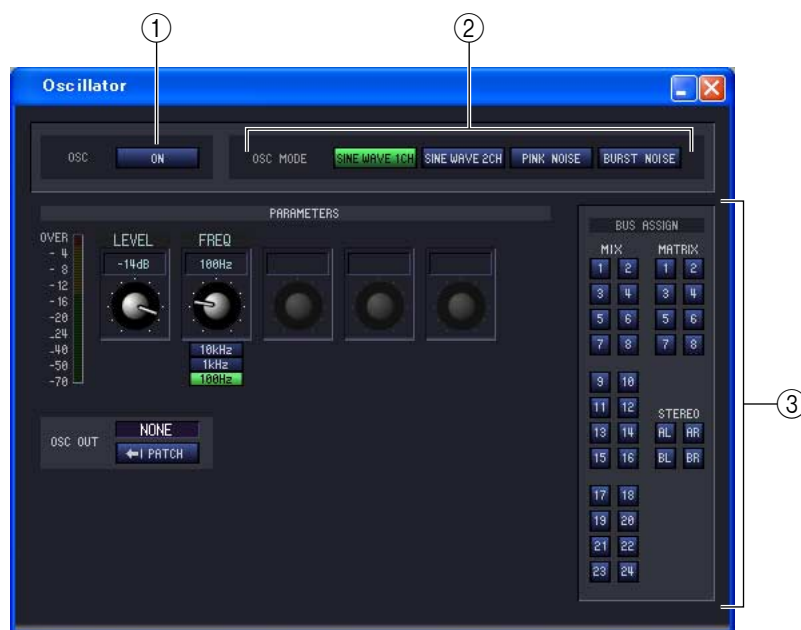 ① ②
Oscillator
OSC ON OSC MODE SINE WAVE 1CH SINE WAVE 2CH PINK NOISE BURST NOISE
PARAMETERS
OVER
- 4
- 8
- 12
- 16
-20
-24
-40
-50
-70
LEVEL
-14dB
FREQ
100Hz
10kHz
1kHz
100Hz
OSC OUT NONE
PATCH
BUS ASSIGN
MIX MATRIX
1 2 1 2
3 4 3 4
5 6 5 6
7 8 7 8
9 10
11 12 STEREO
13 14 AL AR
15 16 BL BR
17 18
19 20
21 22
23 24
③